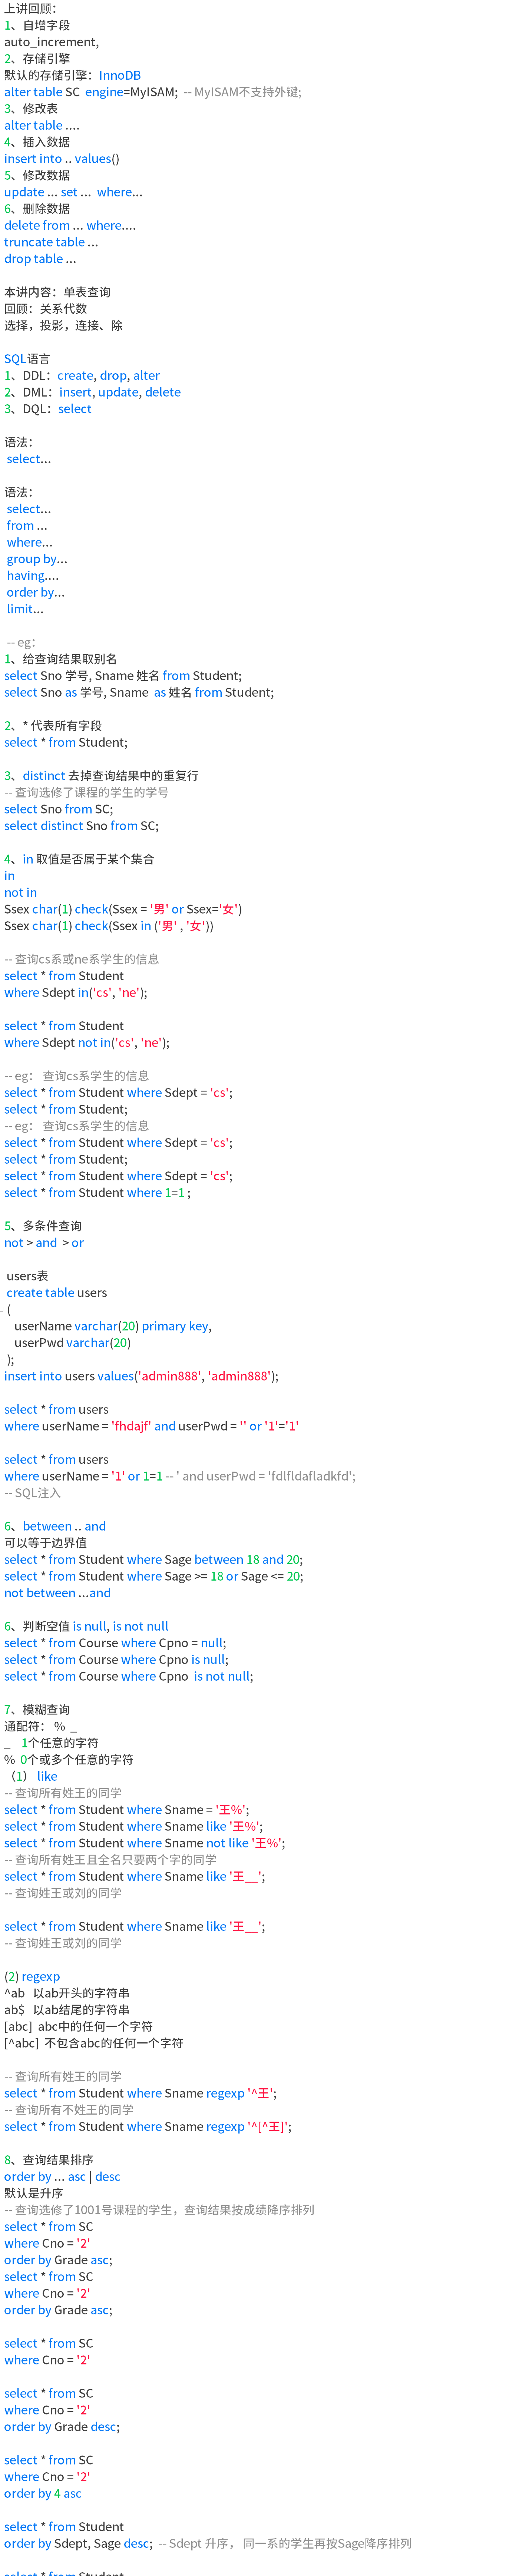 上讲回顾：
1、自增字段
auto_increment,
2、存储引擎
默认的存储引擎：InnoDB
alter table SC  engine=MyISAM;  -- MyISAM不支持外键;
3、修改表
alter table ....
4、插入数据
insert into .. values()
5、修改数据
update ... set ...  where...
6、删除数据
delete from ... where....
truncate table ...
drop table ...

本讲内容：单表查询
回顾：关系代数
选择，投影，连接、除

SQL语言
1、DDL：create, drop, alter
2、DML：insert, update, delete
3、DQL：select

语法：
 select...

语法：
 select...
 from ...
 where...
 group by...
 having....
 order by...
 limit...

 -- eg：
1、给查询结果取别名
select Sno 学号, Sname 姓名 from Student;
select Sno as 学号, Sname  as 姓名 from Student;

2、* 代表所有字段
select * from Student;

3、distinct 去掉查询结果中的重复行
-- 查询选修了课程的学生的学号
select Sno from SC;
select distinct Sno from SC;

4、in 取值是否属于某个集合
in
not in
Ssex char(1) check(Ssex = '男' or Ssex='女')
Ssex char(1) check(Ssex in ('男' , '女'))

-- 查询cs系或ne系学生的信息
select * from Student
where Sdept in('cs', 'ne');

select * from Student
where Sdept not in('cs', 'ne');

-- eg： 查询cs系学生的信息
select * from Student where Sdept = 'cs';
select * from Student;
-- eg： 查询cs系学生的信息
select * from Student where Sdept = 'cs';
select * from Student;
select * from Student where Sdept = 'cs';
select * from Student where 1=1 ;

5、多条件查询
not > and  > or

 users表
 create table users
 (
   userName varchar(20) primary key,
   userPwd varchar(20)
 );
insert into users values('admin888', 'admin888');

select * from users
where userName = 'fhdajf' and userPwd = '' or '1'='1'

select * from users
where userName = '1' or 1=1 -- ' and userPwd = 'fdlfldafladkfd';
-- SQL注入

6、between .. and
可以等于边界值
select * from Student where Sage between 18 and 20;
select * from Student where Sage >= 18 or Sage <= 20;
not between ...and

6、判断空值 is null, is not null
select * from Course where Cpno = null;
select * from Course where Cpno is null;
select * from Course where Cpno  is not null;

7、模糊查询
通配符： %  _
_    1个任意的字符
%  0个或多个任意的字符
（1） like
-- 查询所有姓王的同学
select * from Student where Sname = '王%';
select * from Student where Sname like '王%';
select * from Student where Sname not like '王%';
-- 查询所有姓王且全名只要两个字的同学
select * from Student where Sname like '王__';
-- 查询姓王或刘的同学

select * from Student where Sname like '王__';
-- 查询姓王或刘的同学

(2) regexp
^ab   以ab开头的字符串
ab$   以ab结尾的字符串
[abc]  abc中的任何一个字符
[^abc]  不包含abc的任何一个字符

-- 查询所有姓王的同学
select * from Student where Sname regexp '^王';
-- 查询所有不姓王的同学
select * from Student where Sname regexp '^[^王]';

8、查询结果排序
order by ... asc | desc
默认是升序
-- 查询选修了1001号课程的学生，查询结果按成绩降序排列
select * from SC
where Cno = '2'
order by Grade asc;
select * from SC
where Cno = '2'
order by Grade asc;

select * from SC
where Cno = '2'

select * from SC
where Cno = '2'
order by Grade desc;

select * from SC
where Cno = '2'
order by 4 asc

select * from Student
order by Sdept, Sage desc;  -- Sdept 升序， 同一系的学生再按Sage降序排列

select * from Student